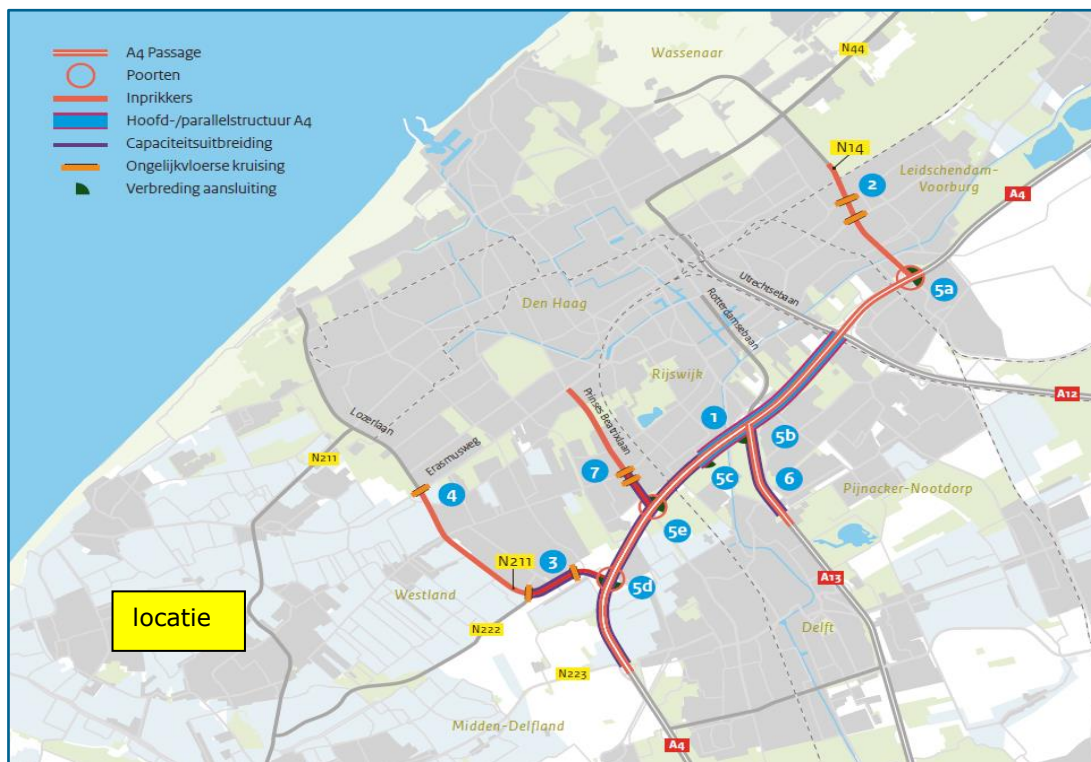 A4 Passage
Poorten
Inprikkers
Hoofd-/parallelstructuur A4
Capaciteitsuitbreiding
Ongelijkvloerse kruising
Verbreding aansluiting
Wassenaar
N44
N14
2
Leidschendam-
Voorburg
A4
5a
Utrechtsebaan
Den Haag
Rotterdamsebaan
Rijswijk
A12
Prinses Beatrixlaan
1
5b
Lozerlaan
Erasmusweg
N211
4
7
5c
6
Pijnacker-Nootdorp
5e
N211
3
5d
A13
locatie
Westland
N222
Delft
N223
Midden-Delfland
A4